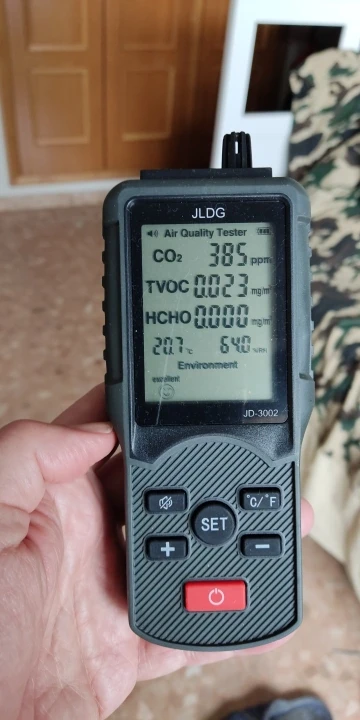 JLDG
Air Quality Tester
CO₂ 385 ppm
TVOC 0.023 mg/m³
HCHO 0.000 mg/m³
20.7 °C 64.0 %RH
Environment
excellent
JD-3002
°C/°F
SET
+ −